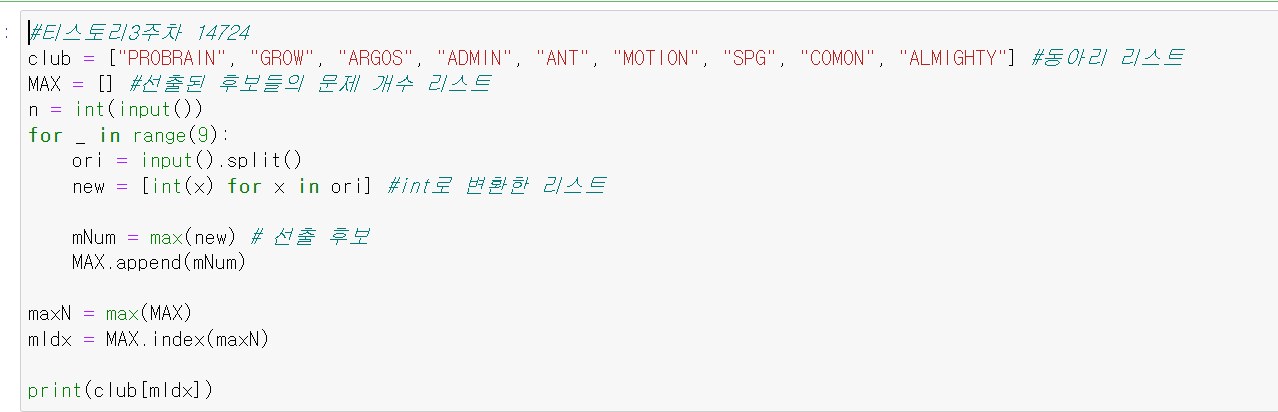 :
#티스토리3주차 14724
club = ["PROBRAIN", "GROW", "ARGOS", "ADMIN", "ANT", "MOTION", "SPG", "COMON", "ALMIGHTY"] #동아리 리스트
MAX = [] #선출된 후보들의 문제 개수 리스트
n = int(input())
for _ in range(9):
    ori = input().split()
    new = [int(x) for x in ori] #int로 변환한 리스트
    mNum = max(new) # 선출 후보
    MAX.append(mNum)
maxN = max(MAX)
mIdx = MAX.index(maxN)
print(club[mIdx])